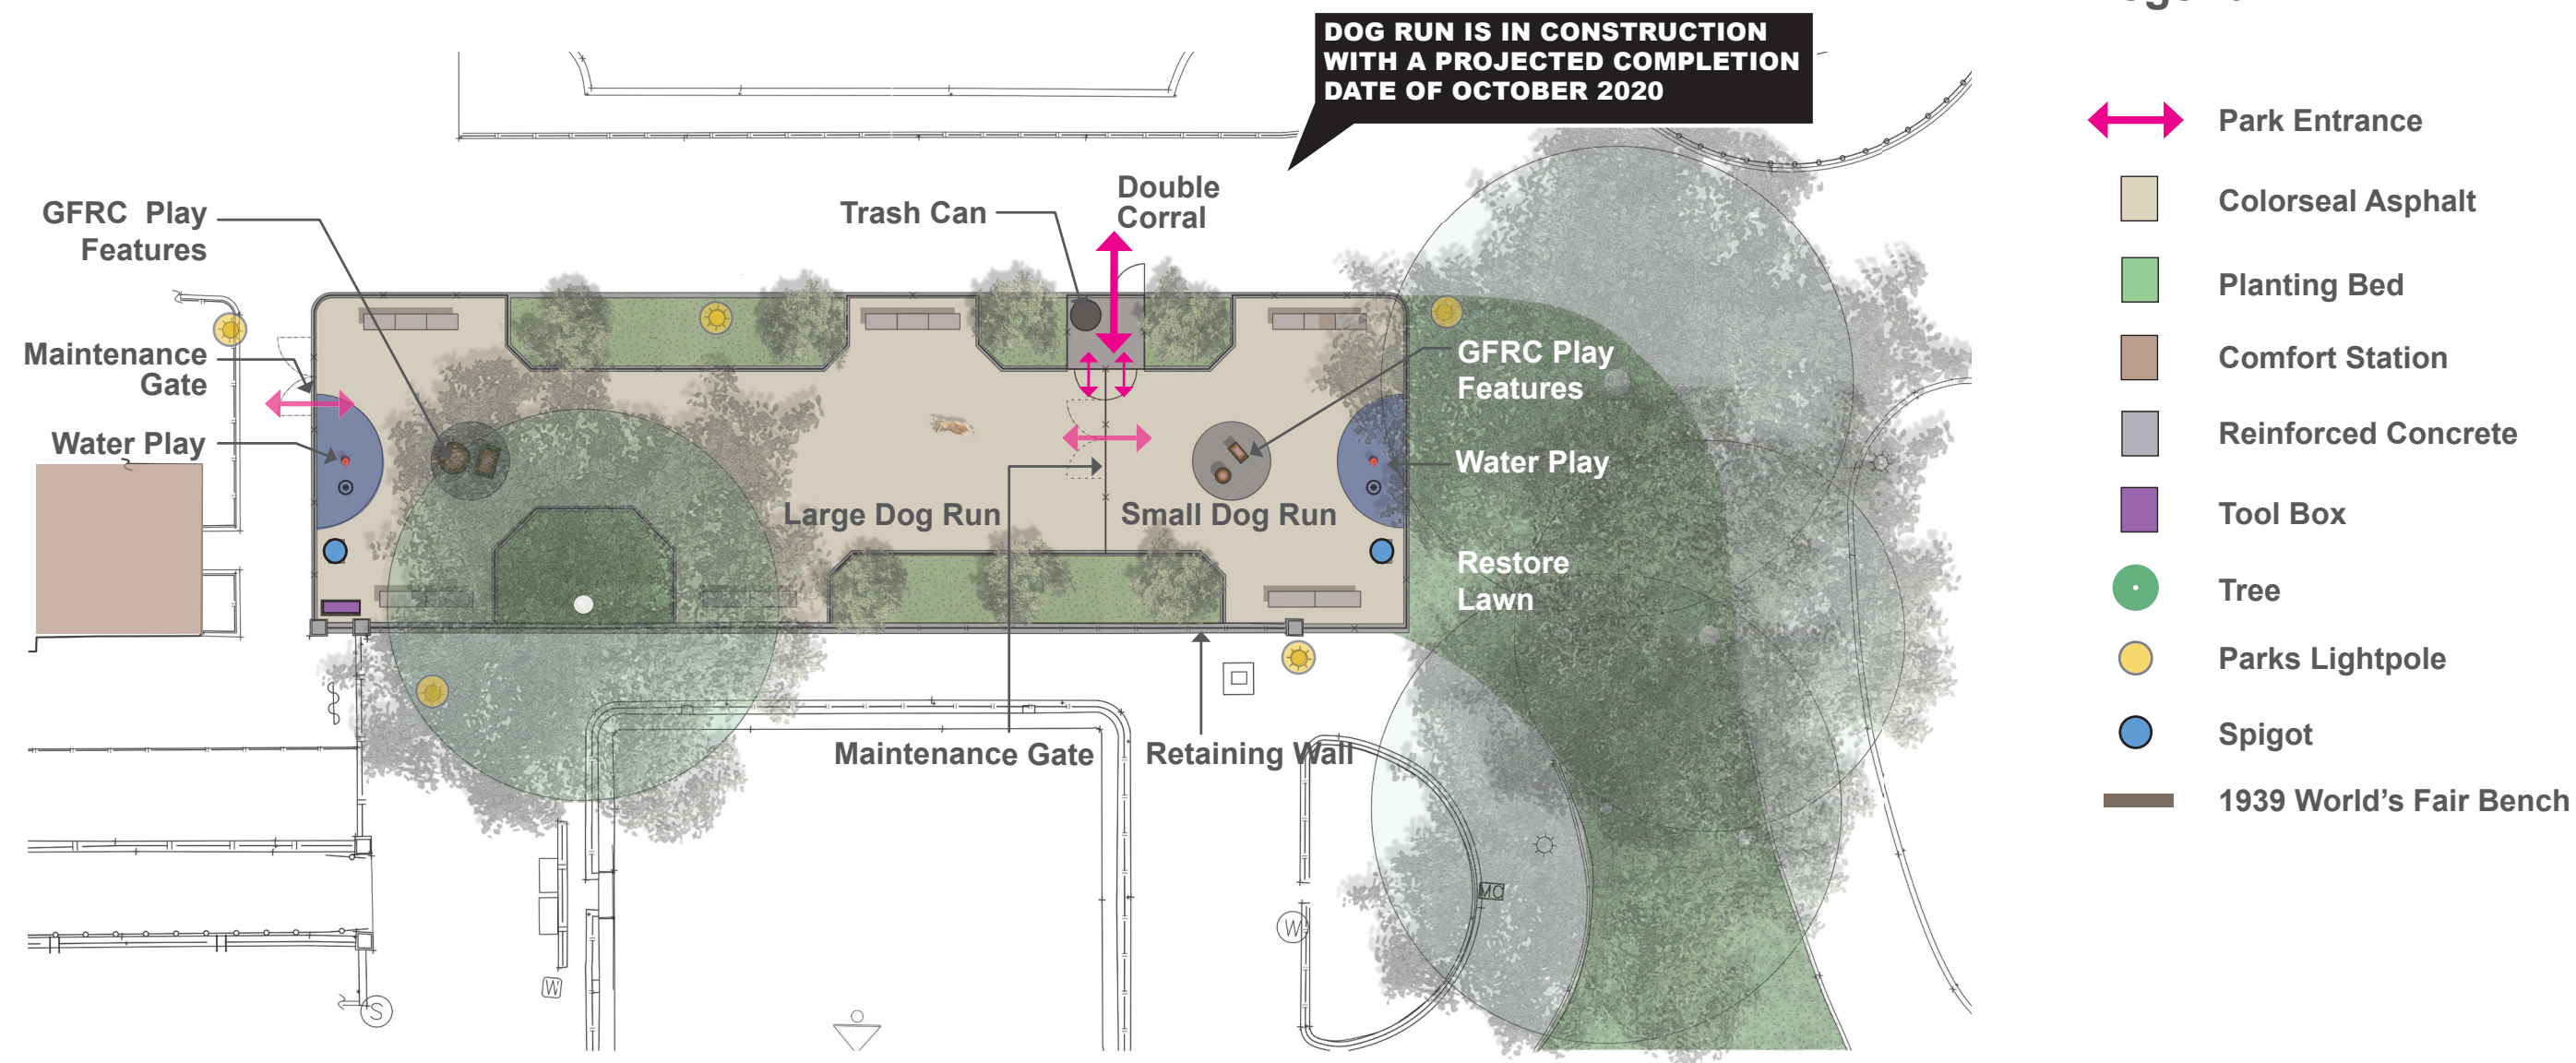 DOG RUN IS IN CONSTRUCTION
WITH A PROJECTED COMPLETION
DATE OF OCTOBER 2020
GFRC Play
Features
Trash Can
Double
Corral
Maintenance
Gate
Water Play
GFRC Play
Features
Water Play
Large Dog Run
Small Dog Run
Restore
Lawn
Maintenance Gate
Retaining Wall
MO
W
W
S
Park Entrance
Colorseal Asphalt
Planting Bed
Comfort Station
Reinforced Concrete
Tool Box
Tree
Parks Lightpole
Spigot
1939 World’s Fair Bench